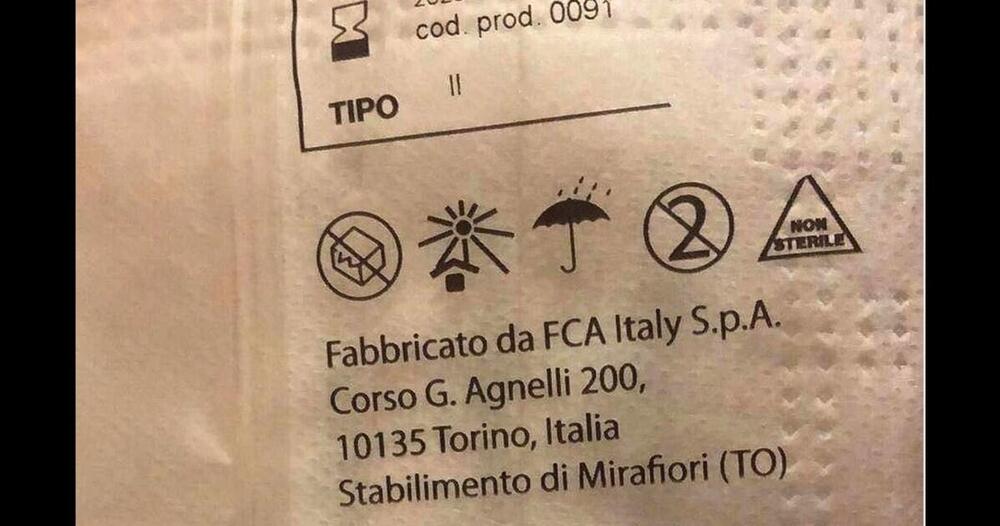 cod. prod. 0091
II
TIPO
2
NON
STERILE
Fabbricato da FCA Italy S.p.A.
Corso G. Agnelli 200,
10135 Torino, Italia
Stabilimento di Mirafiori (TO)